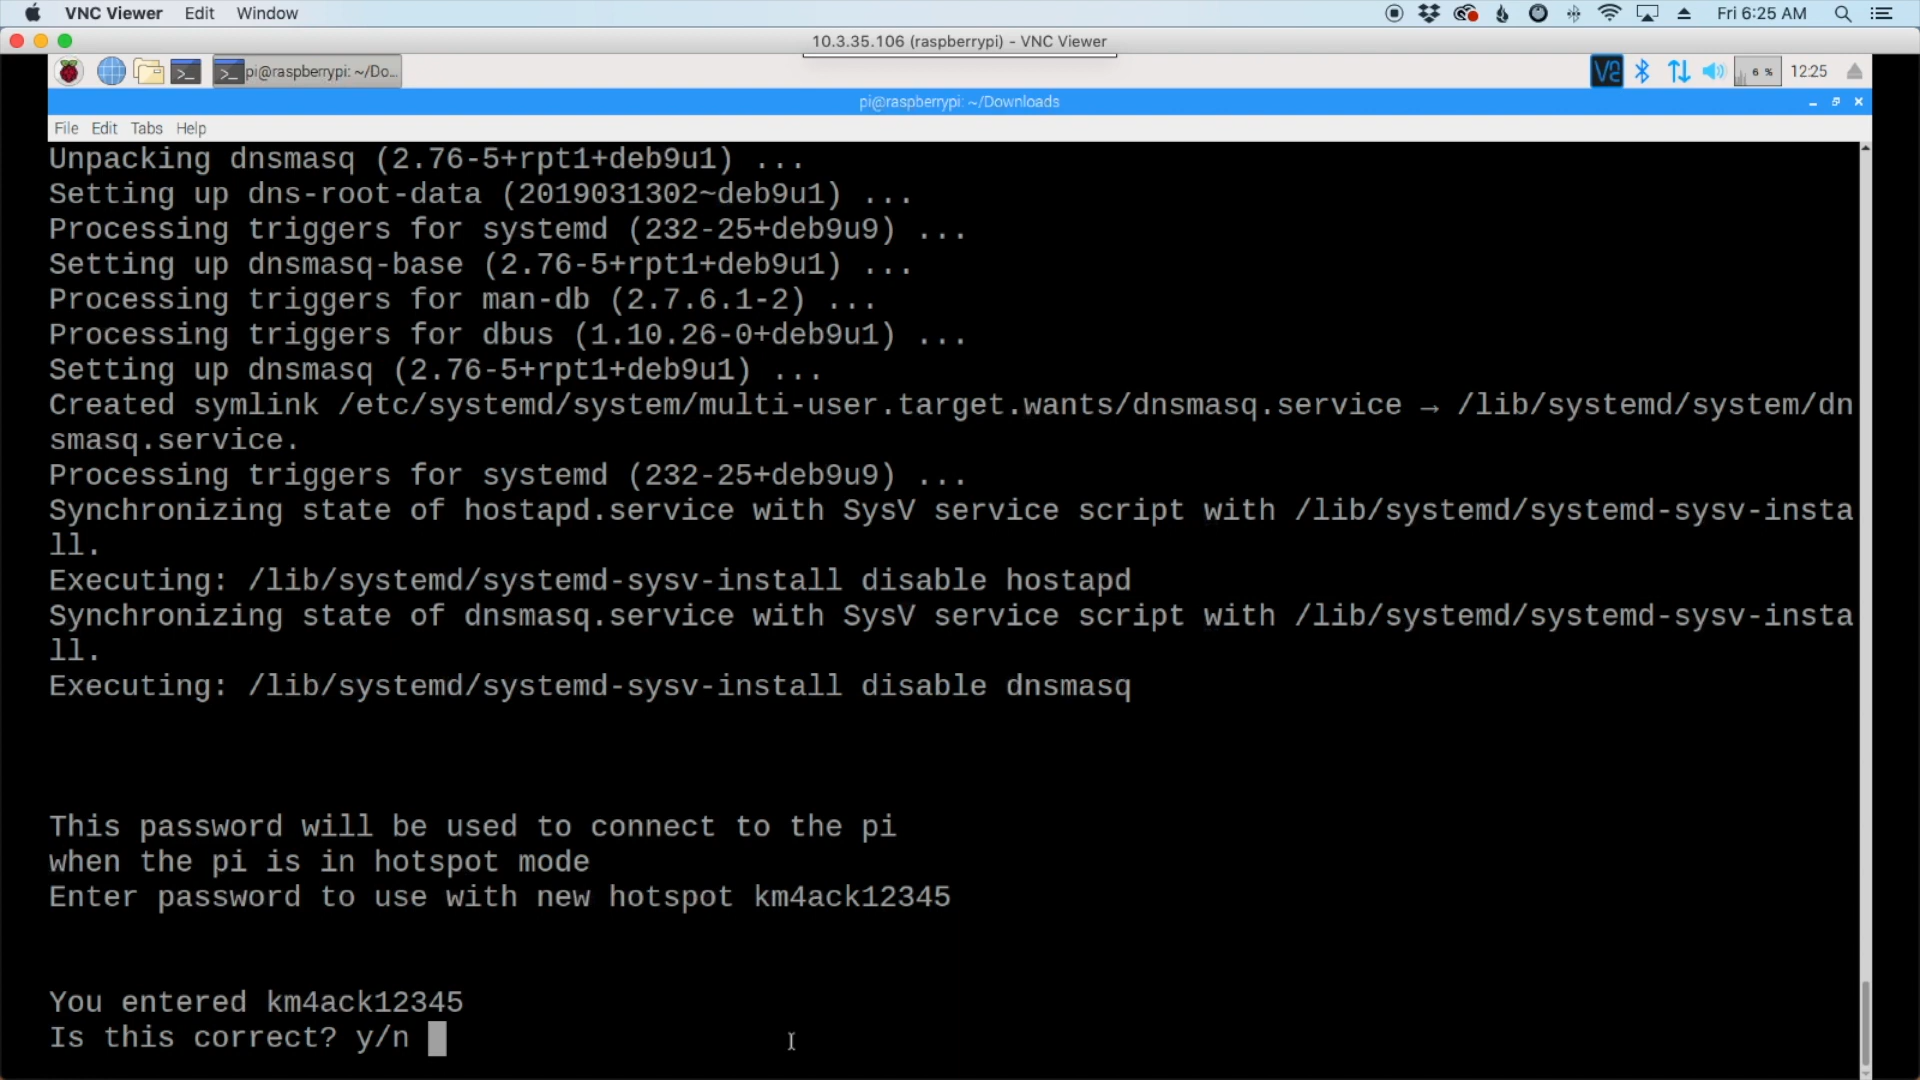 VNC Viewer Edit Window Fri 6:25 AM
10.3.35.106 (raspberrypi) - VNC Viewer
pi@raspberrypi: ~/Do... V2 6 % 12:25
pi@raspberrypi: ~/Downloads
File Edit Tabs Help
Unpacking dnsmasq (2.76-5+rpt1+deb9u1) ...
Setting up dns-root-data (2019031302~deb9u1) ...
Processing triggers for systemd (232-25+deb9u9) ...
Setting up dnsmasq-base (2.76-5+rpt1+deb9u1) ...
Processing triggers for man-db (2.7.6.1-2) ...
Processing triggers for dbus (1.10.26-0+deb9u1) ...
Setting up dnsmasq (2.76-5+rpt1+deb9u1) ...
Created symlink /etc/systemd/system/multi-user.target.wants/dnsmasq.service → /lib/systemd/system/dn
smasq.service.
Processing triggers for systemd (232-25+deb9u9) ...
Synchronizing state of hostapd.service with SysV service script with /lib/systemd/systemd-sysv-insta
ll.
Executing: /lib/systemd/systemd-sysv-install disable hostapd
Synchronizing state of dnsmasq.service with SysV service script with /lib/systemd/systemd-sysv-insta
ll.
Executing: /lib/systemd/systemd-sysv-install disable dnsmasq
This password will be used to connect to the pi
when the pi is in hotspot mode
Enter password to use with new hotspot km4ack12345
You entered km4ack12345
Is this correct? y/n